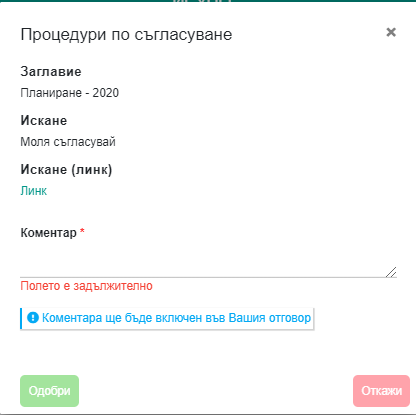 Процедури по съгласуване
×
Заглавие
Планиране - 2020
Искане
Моля съгласувай
Искане (линк)
Линк
Коментар *
Полето е задължително
Коментара ще бъде включен във Вашия отговор
Одобри
Откажи